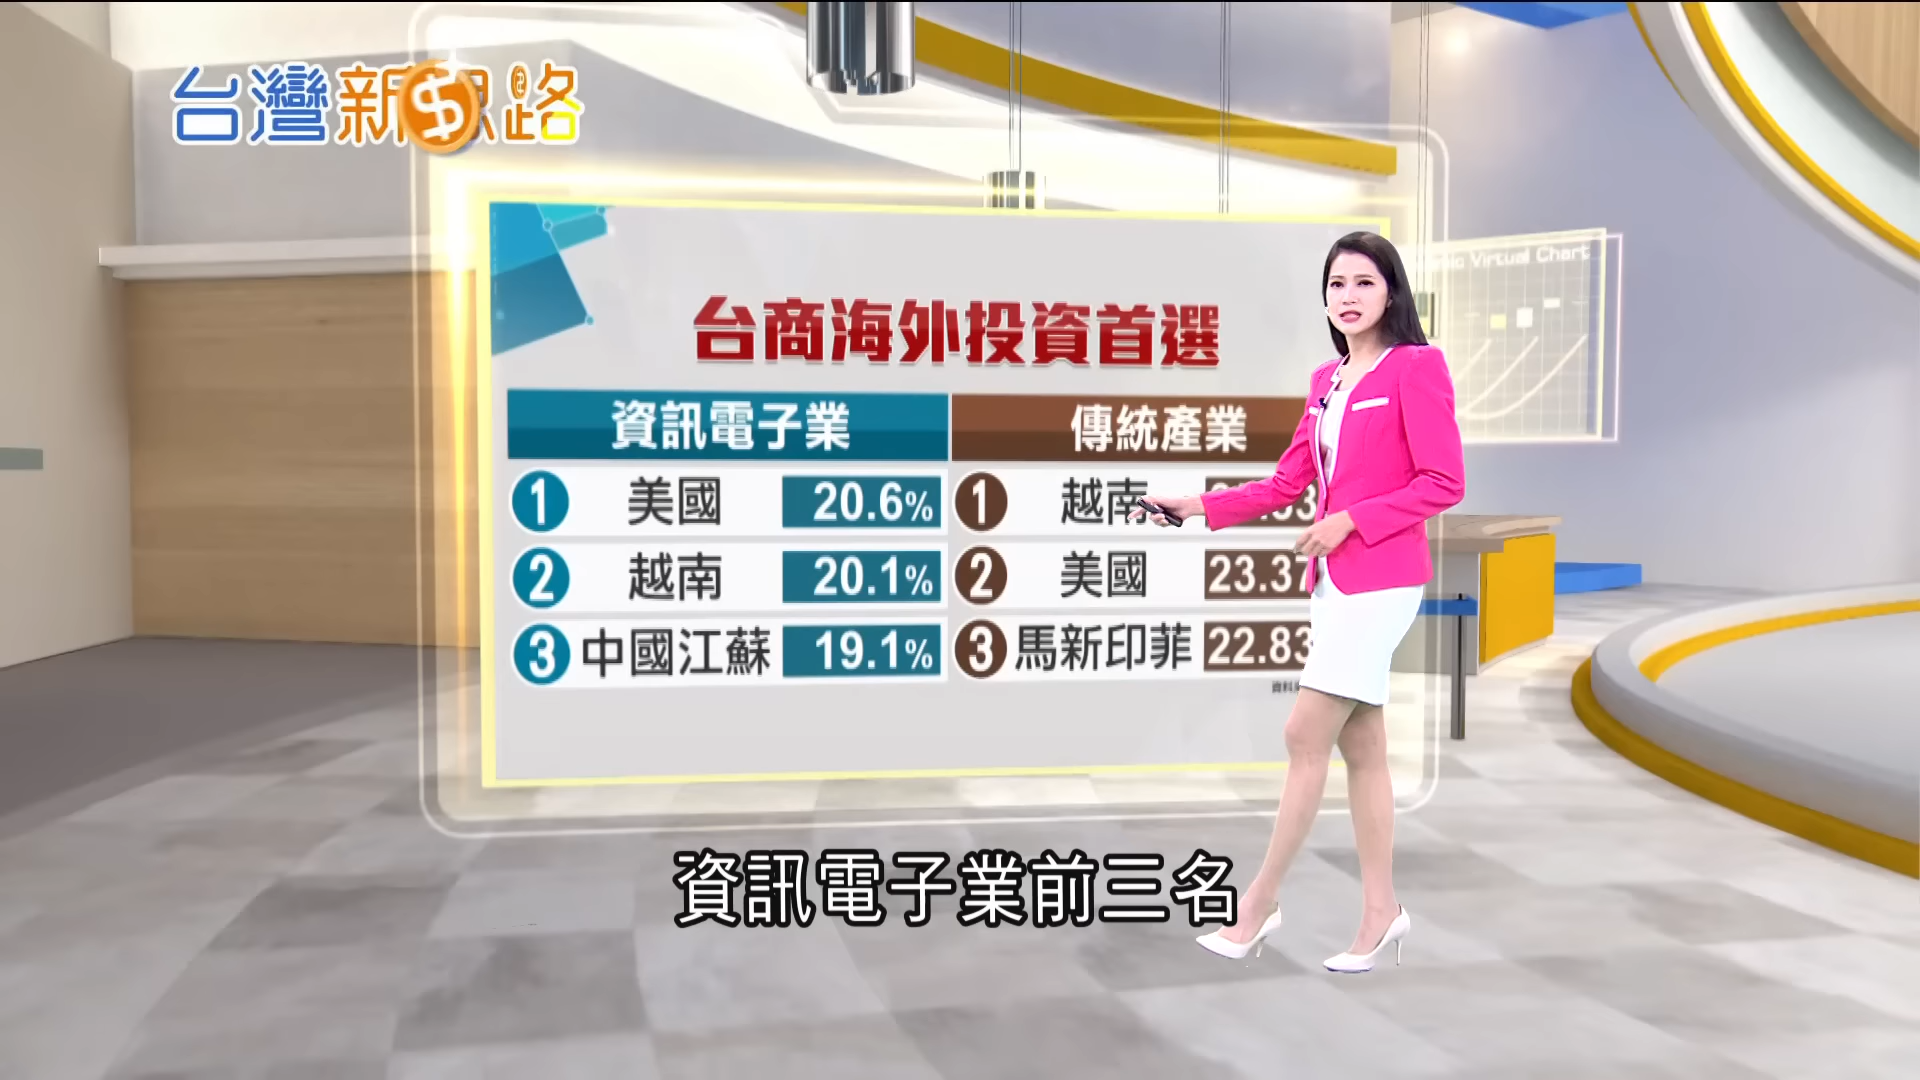 台灣新思路
台商海外投資首選
資訊電子業
1 美國 20.6%
2 越南 20.1%
3 中國江蘇 19.1%
傳統產業
1 越南
2 美國 23.37
3 馬新印菲 22.83
Virtual Chart
資訊電子業前三名